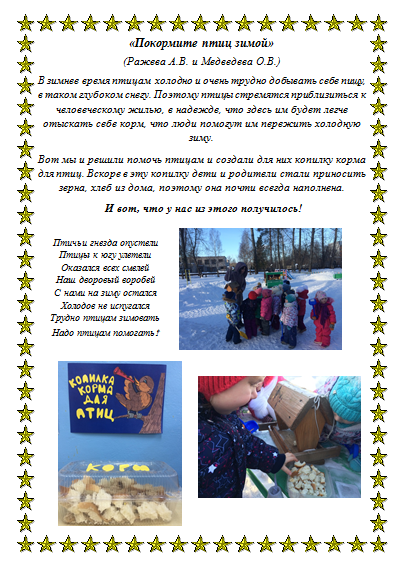 «Покормите птиц зимой»
(Ражева А.В. и Медведева О.В.)
В зимнее время птицам холодно и очень трудно добывать себе пищу,
в таком глубоком снегу. Поэтому птицы стремятся приблизиться к
человеческому жилью, в надежде, что здесь им будет легче
отыскать себе корм, что люди помогут им пережить холодную
зиму.
Вот мы и решили помочь птицам и создали для них копилку корма
для птиц. Вскоре в эту копилку дети и родители стали приносить
зерна, хлеб из дома, поэтому она почти всегда наполнена.
И вот, что у нас из этого получилось!
Птичьи гнезда опустели
Птицы к югу улетели
Оказался всех смелей
Наш дворовый воробей
С нами на зиму остался
Холодов не испугался
Трудно птицам зимовать
Надо птицам помогать!
КОПИЛКА
КОРМА
ДЛЯ
ПТИЦ
КОРМ